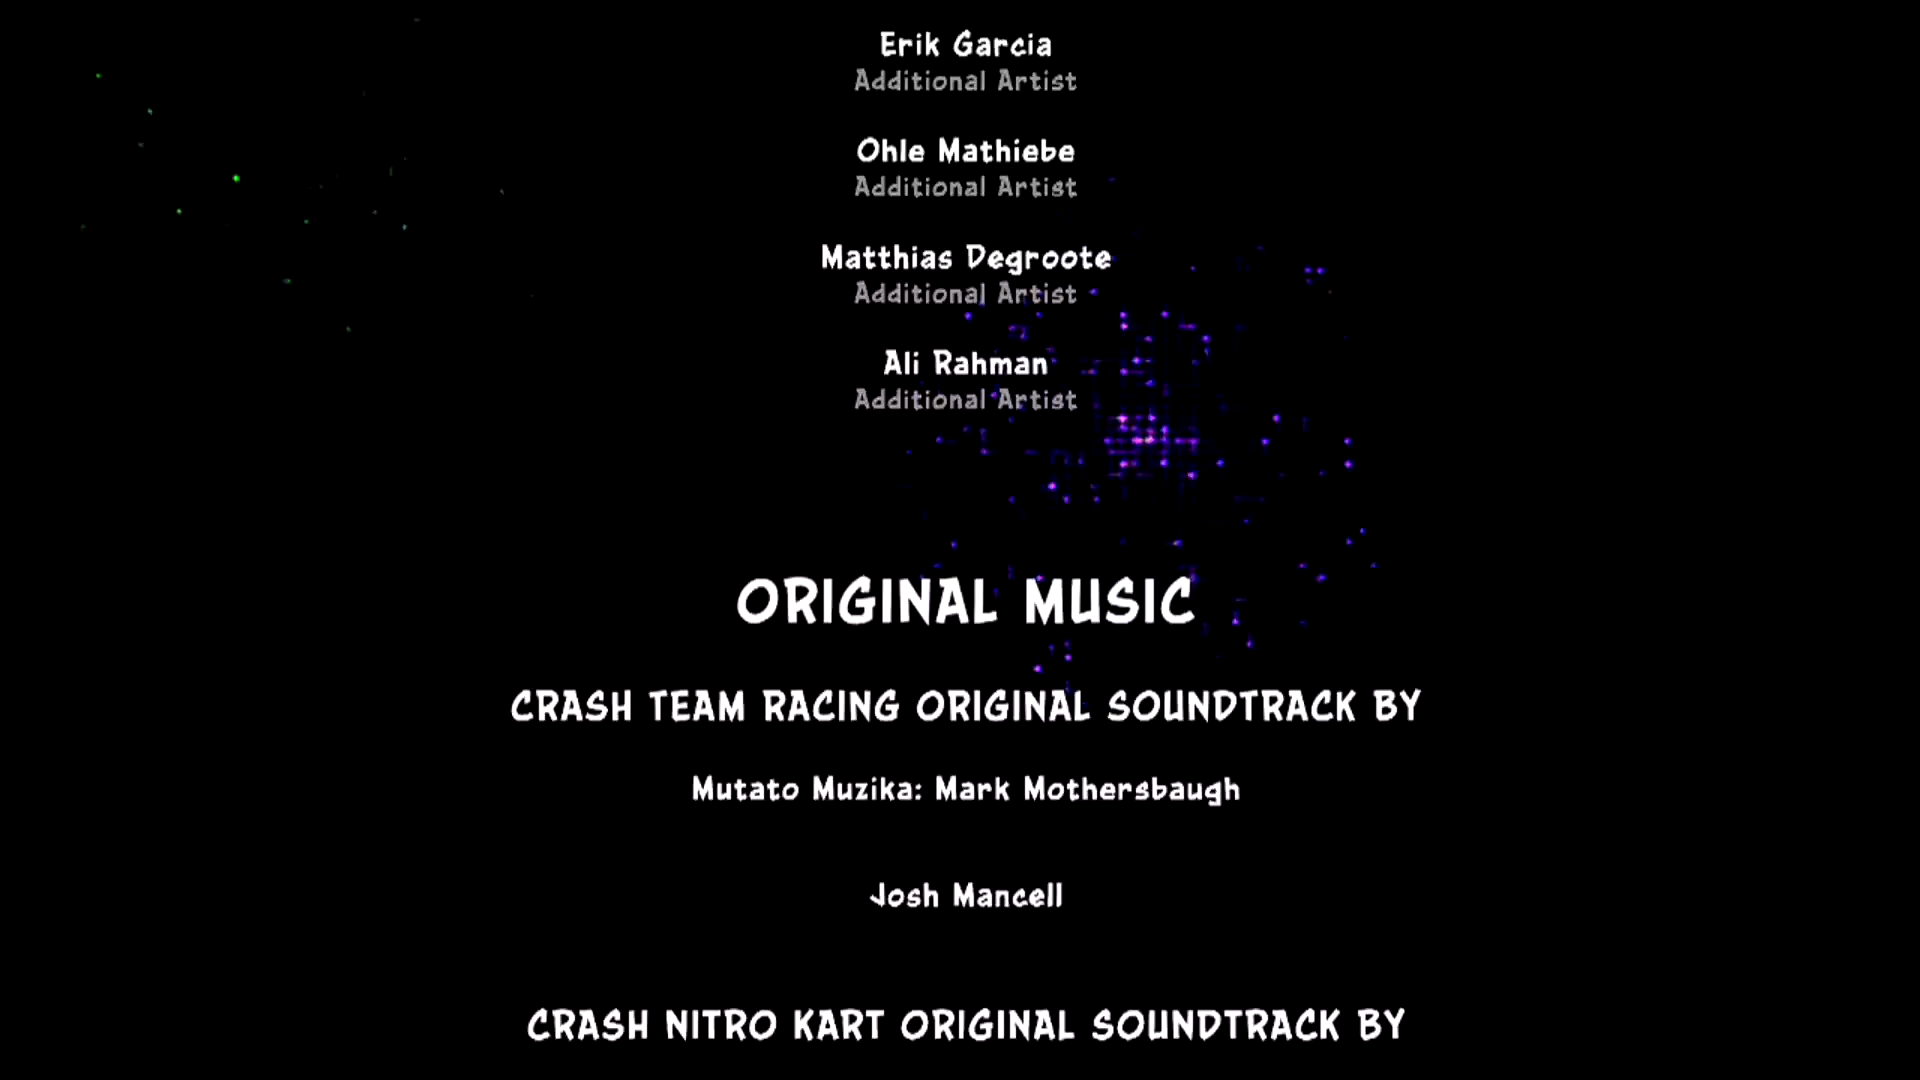 Erik Garcia
Additional Artist
Ohle Mathiebe
Additional Artist
Matthias Degroote
Additional Artist
Ali Rahman
Additional Artist
ORIGINAL MUSIC
CRASH TEAM RACING ORIGINAL SOUNDTRACK BY
Mutato Muzika: Mark Mothersbaugh
Josh Mancell
CRASH NITRO KART ORIGINAL SOUNDTRACK BY